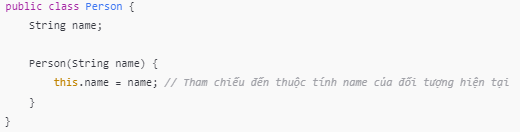 public class Person {
String name;
Person(String name) {
this.name = name; // Tham chiếu đến thuộc tính name của đối tượng hiện tại
}
}